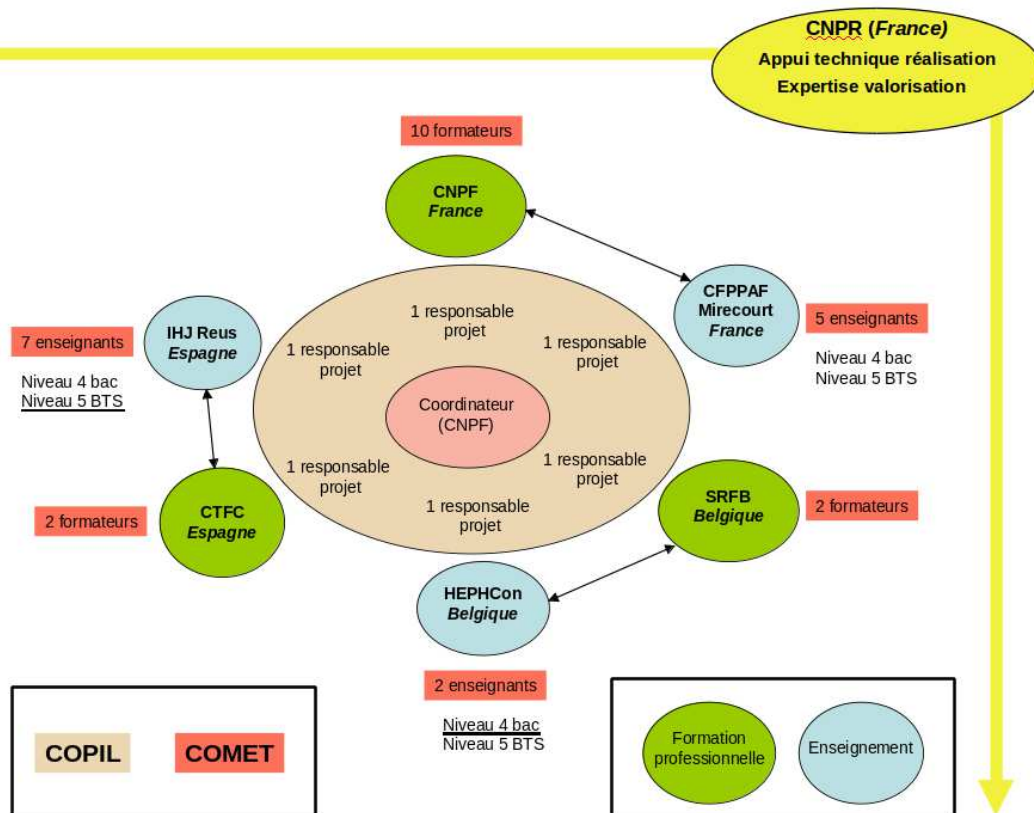 CNPR (France)
Appui technique réalisation
Expertise valorisation
10 formateurs
CNPF
France
CFPPAF
Mirecourt
France
5 enseignants
Niveau 4 bac
Niveau 5 BTS
IHJ Reus
Espagne
7 enseignants
Niveau 4 bac
Niveau 5 BTS
1 responsable
projet
1 responsable
projet
1 responsable
projet
Coordinateur
(CNPF)
1 responsable
projet
1 responsable
projet
1 responsable
projet
CTFC
Espagne
2 formateurs
SRFB
Belgique
2 formateurs
HEPHCon
Belgique
2 enseignants
Niveau 4 bac
Niveau 5 BTS
COPIL
COMET
Formation
professionnelle
Enseignement